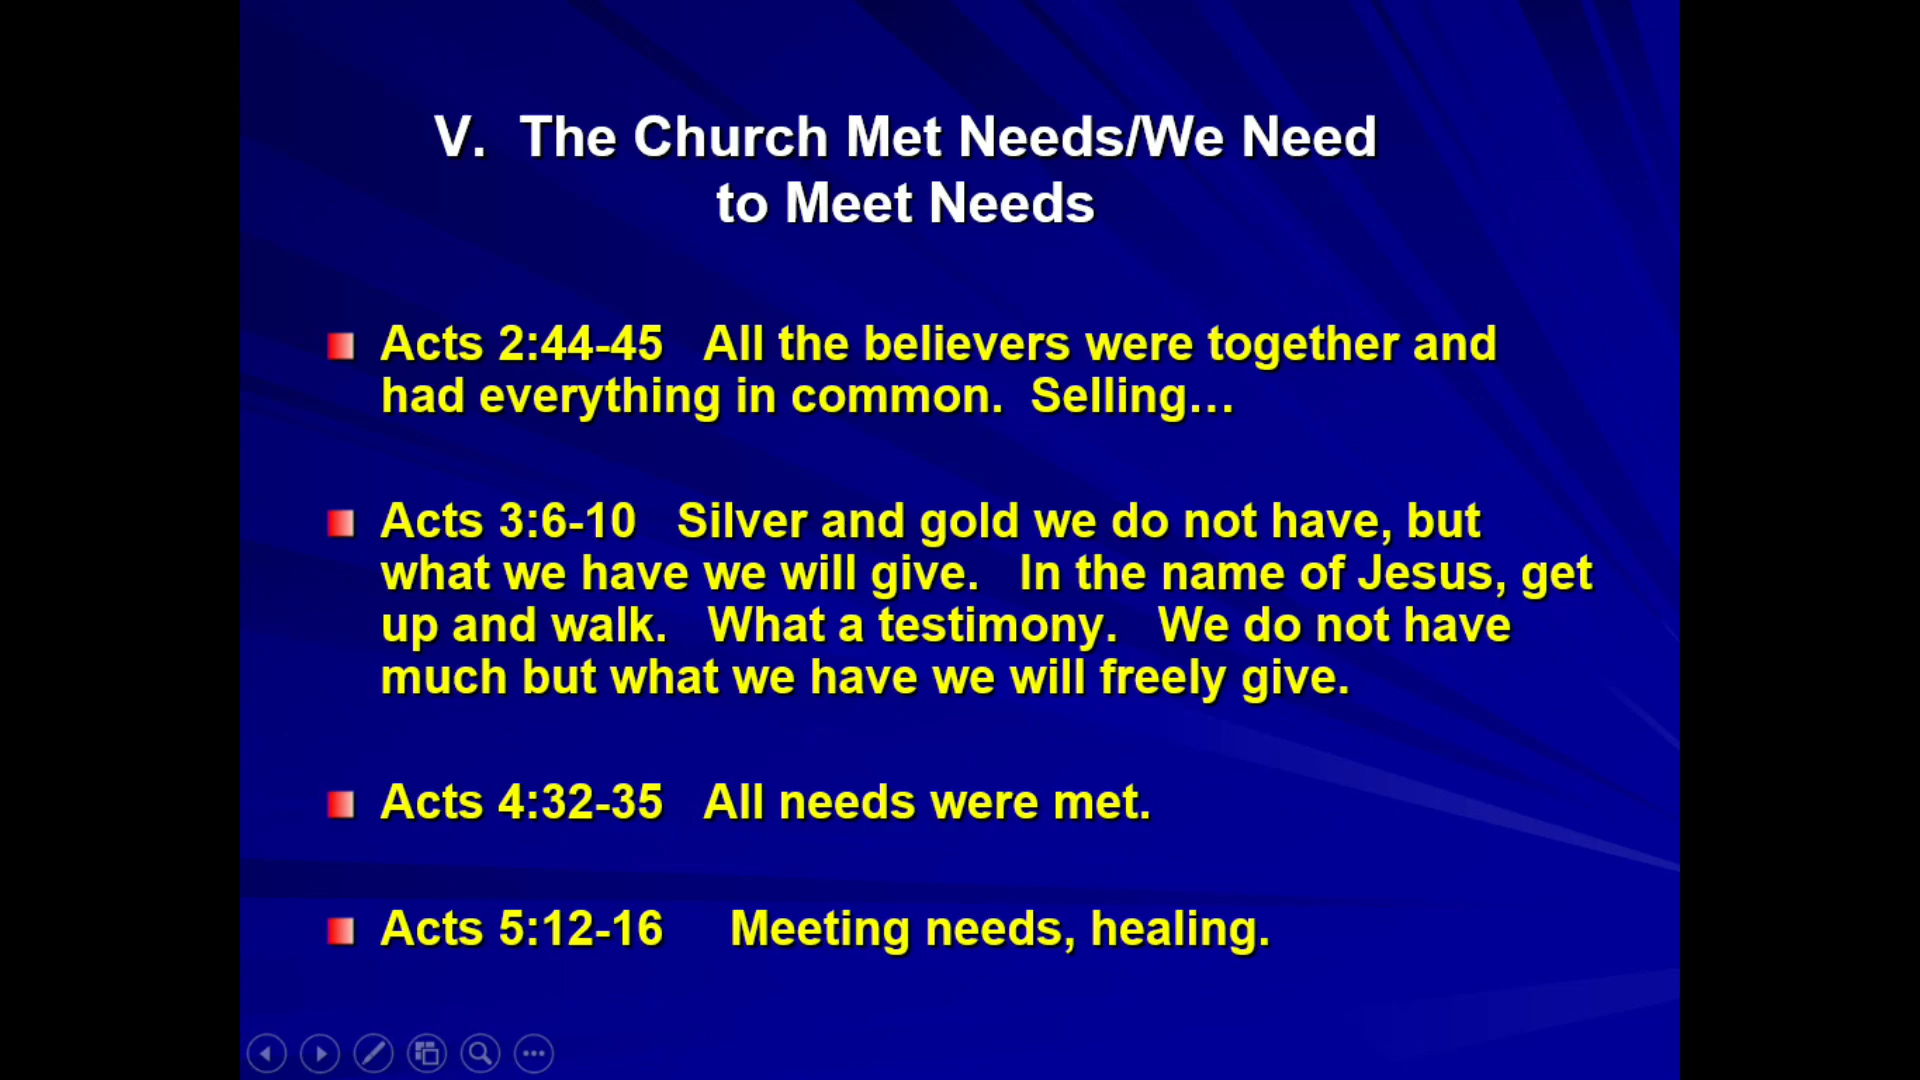 V. The Church Met Needs/We Need
to Meet Needs
Acts 2:44-45 All the believers were together and
had everything in common. Selling…
Acts 3:6-10 Silver and gold we do not have, but
what we have we will give. In the name of Jesus, get
up and walk. What a testimony. We do not have
much but what we have we will freely give.
Acts 4:32-35 All needs were met.
Acts 5:12-16 Meeting needs, healing.